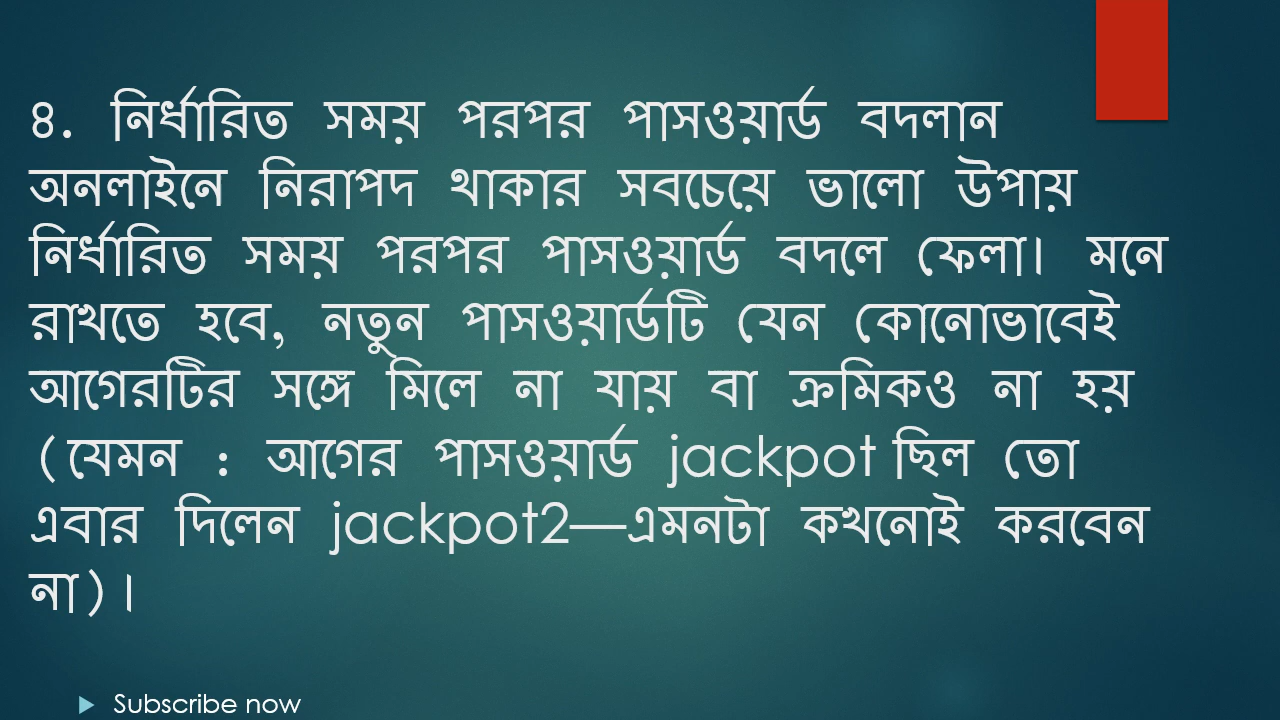 ৪. নির্ধারিত সময় পরপর পাসওয়ার্ড বদলান
অনলাইনে নিরাপদ থাকার সবচেয়ে ভালো উপায়
নির্ধারিত সময় পরপর পাসওয়ার্ড বদলে ফেলা। মনে
রাখতে হবে, নতুন পাসওয়ার্ডটি যেন কোনোভাবেই
আগেরটির সঙ্গে মিলে না যায় বা ক্রমিকও না হয়
(যেমন : আগের পাসওয়ার্ড jackpot ছিল তো
এবার দিলেন jackpot2—এমনটা কখনোই করবেন
না)।
Subscribe now